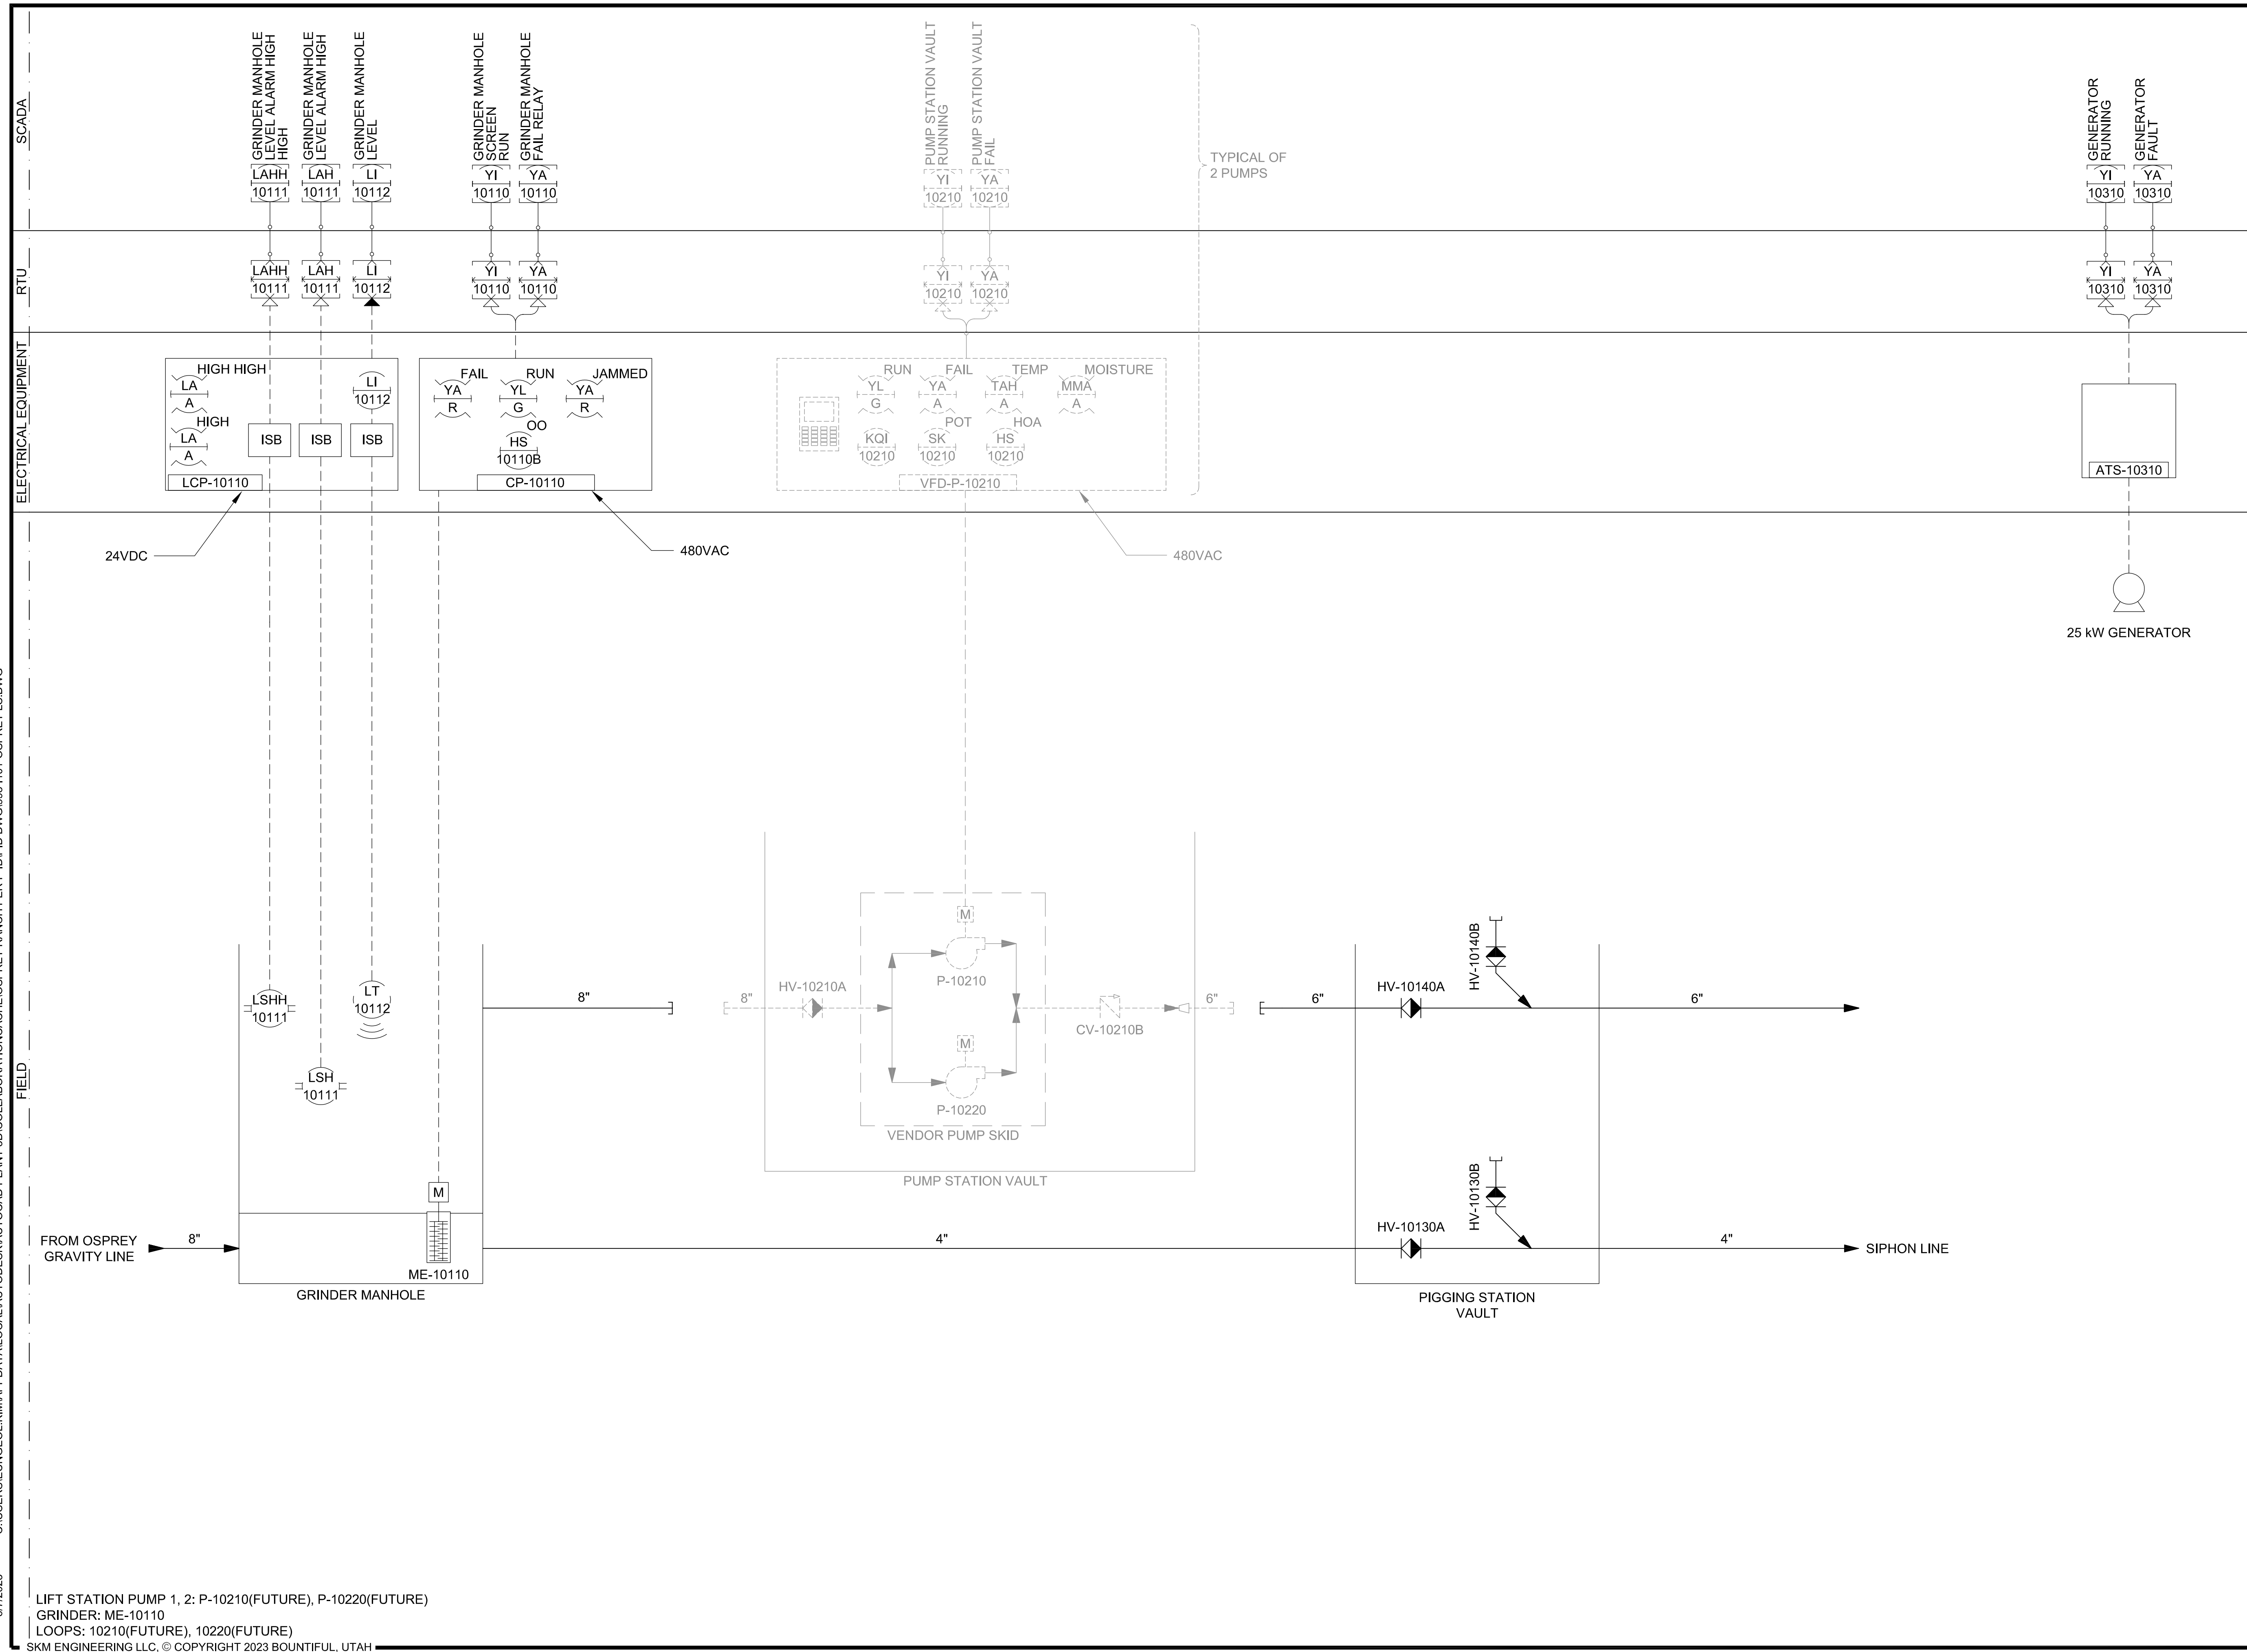 SCADA
GRINDER MANHOLE
LEVEL ALARM HIGH
HIGH
GRINDER MANHOLE
LEVEL ALARM HIGH
GRINDER MANHOLE
LEVEL
GRINDER MANHOLE
SCREEN
RUN
GRINDER MANHOLE
FAIL RELAY
PUMP STATION VAULT
RUNNING
PUMP STATION VAULT
FAIL
GENERATOR
RUNNING
GENERATOR
FAULT
LAHH
10111
LAH
10111
LI
10112
YI
10110
YA
10110
YI
10210
YA
10210
TYPICAL OF
2 PUMPS
YI
10310
YA
10310
RTU
LAHH
10111
LAH
10111
LI
10112
YI
10110
YA
10110
YI
10210
YA
10210
YI
10310
YA
10310
ELECTRICAL EQUIPMENT
HIGH HIGH
LA
A
HIGH
LA
A
ISB
ISB
LI
10112
ISB
LCP-10110
FAIL
YA
R
RUN
YL
G
JAMMED
YA
R
OO
HS
10110B
CP-10110
RUN
YL
G
FAIL
YA
A
TEMP
TAH
A
MOISTURE
MMA
A
KQI
10210
POT
SK
10210
HOA
HS
10210
VFD-P-10210
ATS-10310
24VDC
480VAC
480VAC
25 kW GENERATOR
FIELD
LSHH
10111
LT
10112
LSH
10111
8"
8"
HV-10210A
M
P-10210
M
P-10220
VENDOR PUMP SKID
PUMP STATION VAULT
CV-10210B
6"
6"
HV-10140A
HV-10140B
6"
FROM OSPREY
GRAVITY LINE
8"
M
ME-10110
GRINDER MANHOLE
4"
HV-10130A
HV-10130B
4"
SIPHON LINE
PIGGING STATION
VAULT
LIFT STATION PUMP 1, 2: P-10210(FUTURE), P-10220(FUTURE)
GRINDER: ME-10110
LOOPS: 10210(FUTURE), 10220(FUTURE)
SKM ENGINEERING LLC, © COPYRIGHT 2023 BOUNTIFUL, UTAH